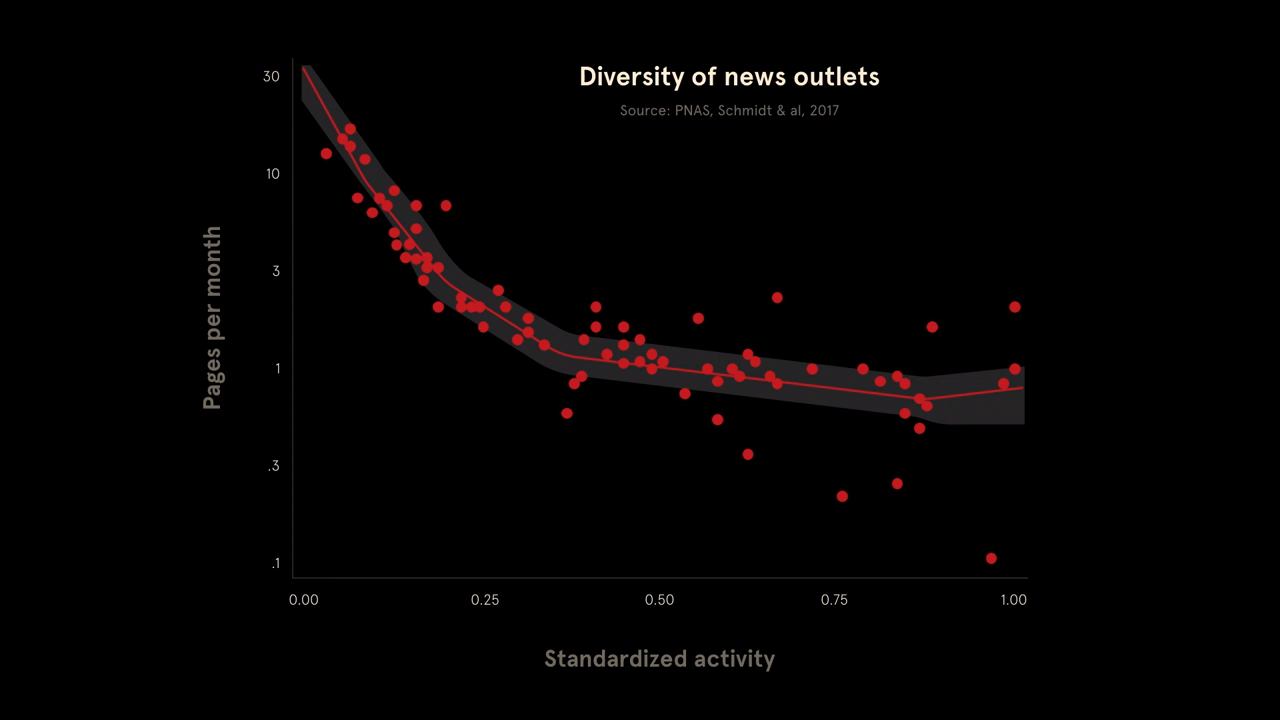 Diversity of news outlets
Source: PNAS, Schmidt & al, 2017
Pages per month
30
10
3
1
.3
.1
0.00 0.25 0.50 0.75 1.00
Standardized activity